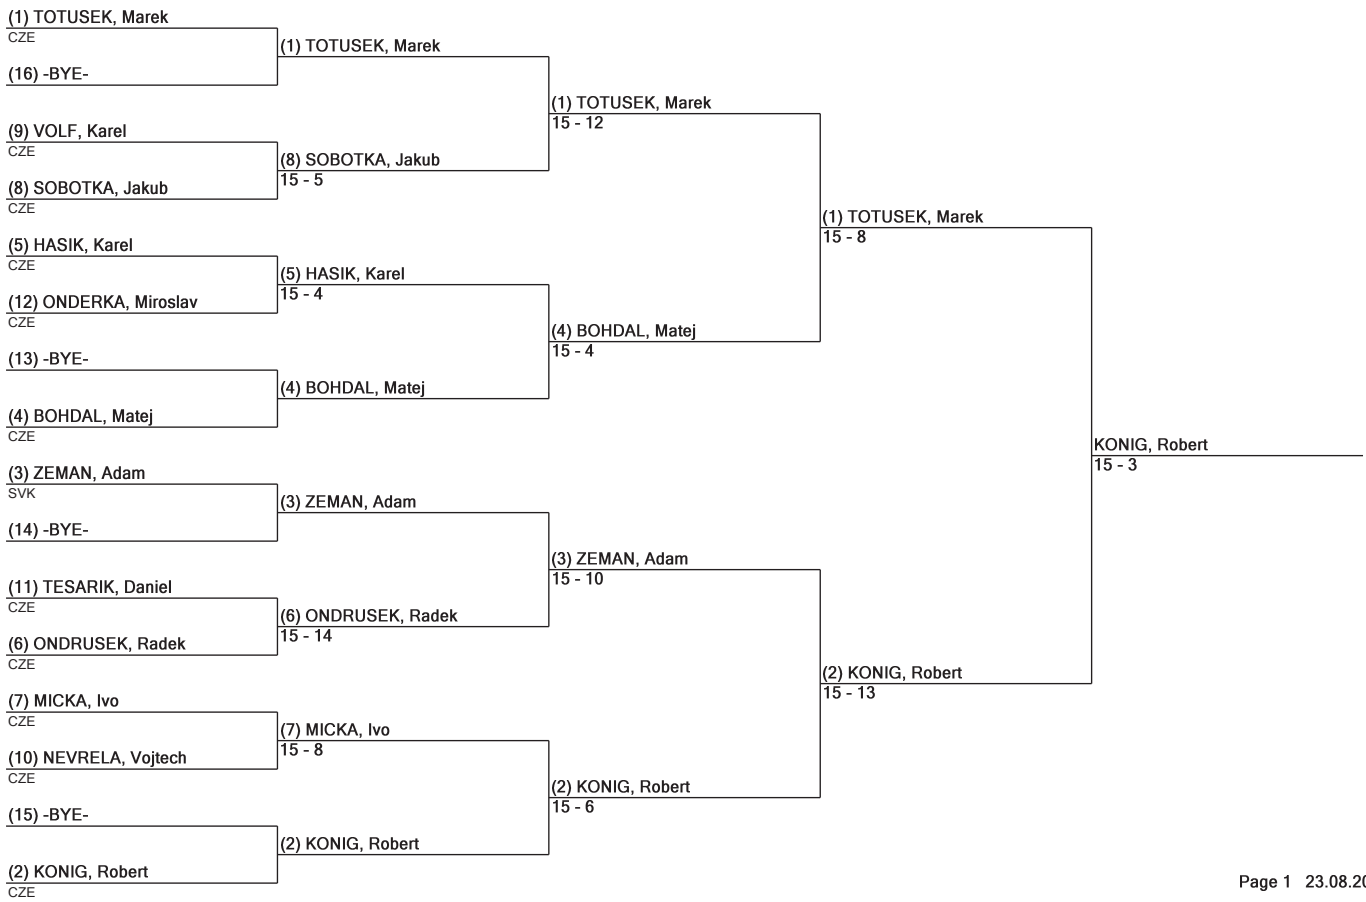 (1) TOTUSEK, Marek
CZE
(16) -BYE-
(9) VOLF, Karel
CZE
(8) SOBOTKA, Jakub
CZE
(5) HASIK, Karel
CZE
(12) ONDERKA, Miroslav
CZE
(13) -BYE-
(4) BOHDAL, Matej
CZE
(3) ZEMAN, Adam
SVK
(14) -BYE-
(11) TESARIK, Daniel
CZE
(6) ONDRUSEK, Radek
CZE
(7) MICKA, Ivo
CZE
(10) NEVRELA, Vojtech
CZE
(15) -BYE-
(2) KONIG, Robert
CZE
(1) TOTUSEK, Marek
(8) SOBOTKA, Jakub
15 - 5
(5) HASIK, Karel
15 - 4
(4) BOHDAL, Matej
(3) ZEMAN, Adam
(6) ONDRUSEK, Radek
15 - 14
(7) MICKA, Ivo
15 - 8
(2) KONIG, Robert
(1) TOTUSEK, Marek
15 - 12
(4) BOHDAL, Matej
15 - 4
(3) ZEMAN, Adam
15 - 10
(2) KONIG, Robert
15 - 6
(1) TOTUSEK, Marek
15 - 8
(2) KONIG, Robert
15 - 13
KONIG, Robert
15 - 3
Page 1 23.08.20